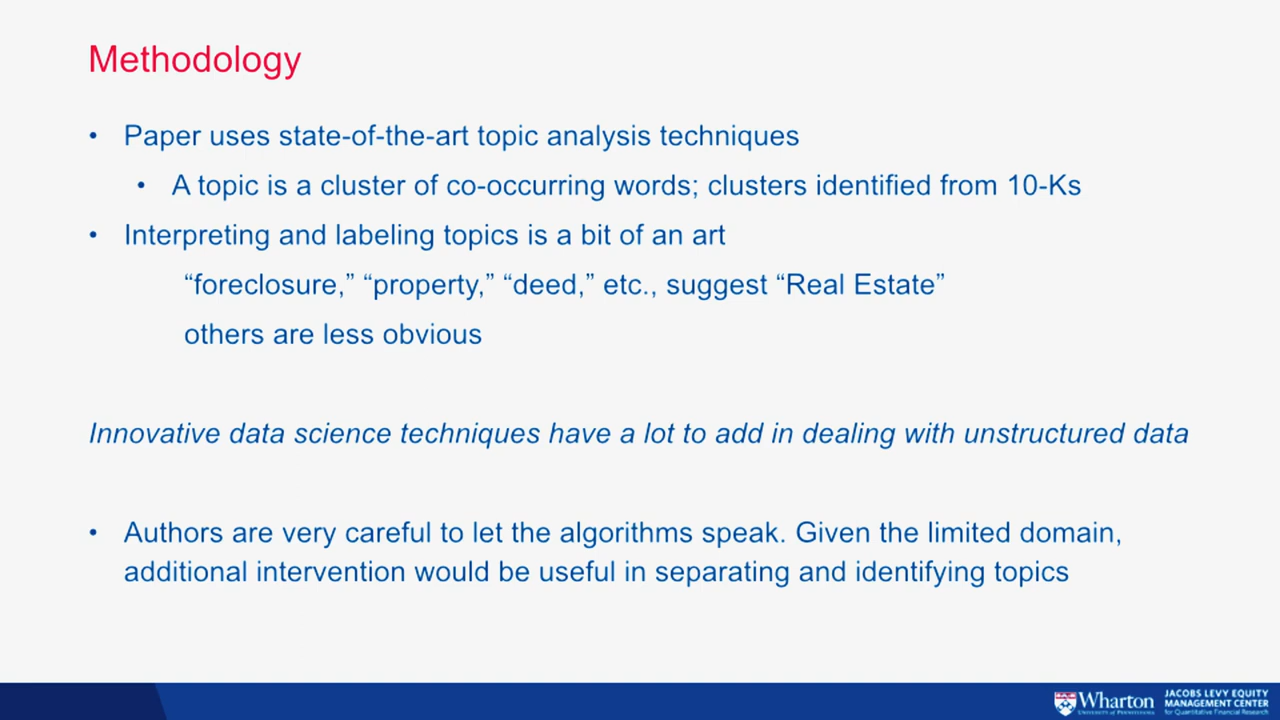 Methodology
• Paper uses state-of-the-art topic analysis techniques
• A topic is a cluster of co-occurring words; clusters identified from 10-Ks
• Interpreting and labeling topics is a bit of an art
“foreclosure,” “property,” “deed,” etc., suggest “Real Estate”
others are less obvious
Innovative data science techniques have a lot to add in dealing with unstructured data
• Authors are very careful to let the algorithms speak. Given the limited domain,
additional intervention would be useful in separating and identifying topics
Wharton
UNIVERSITY of PENNSYLVANIA
JACOBS LEVY EQUITY
MANAGEMENT CENTER
for Quantitative Financial Research